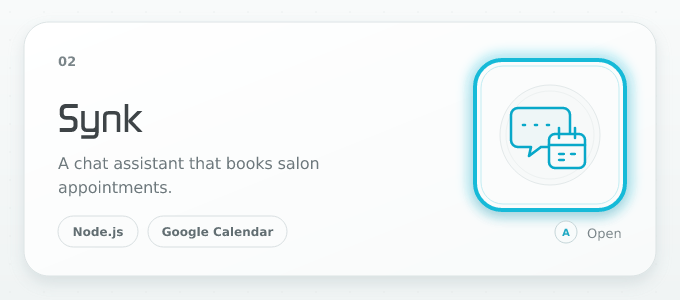 02
Synk
A chat assistant that books salon
appointments.
Node.js
Google Calendar
A
Open